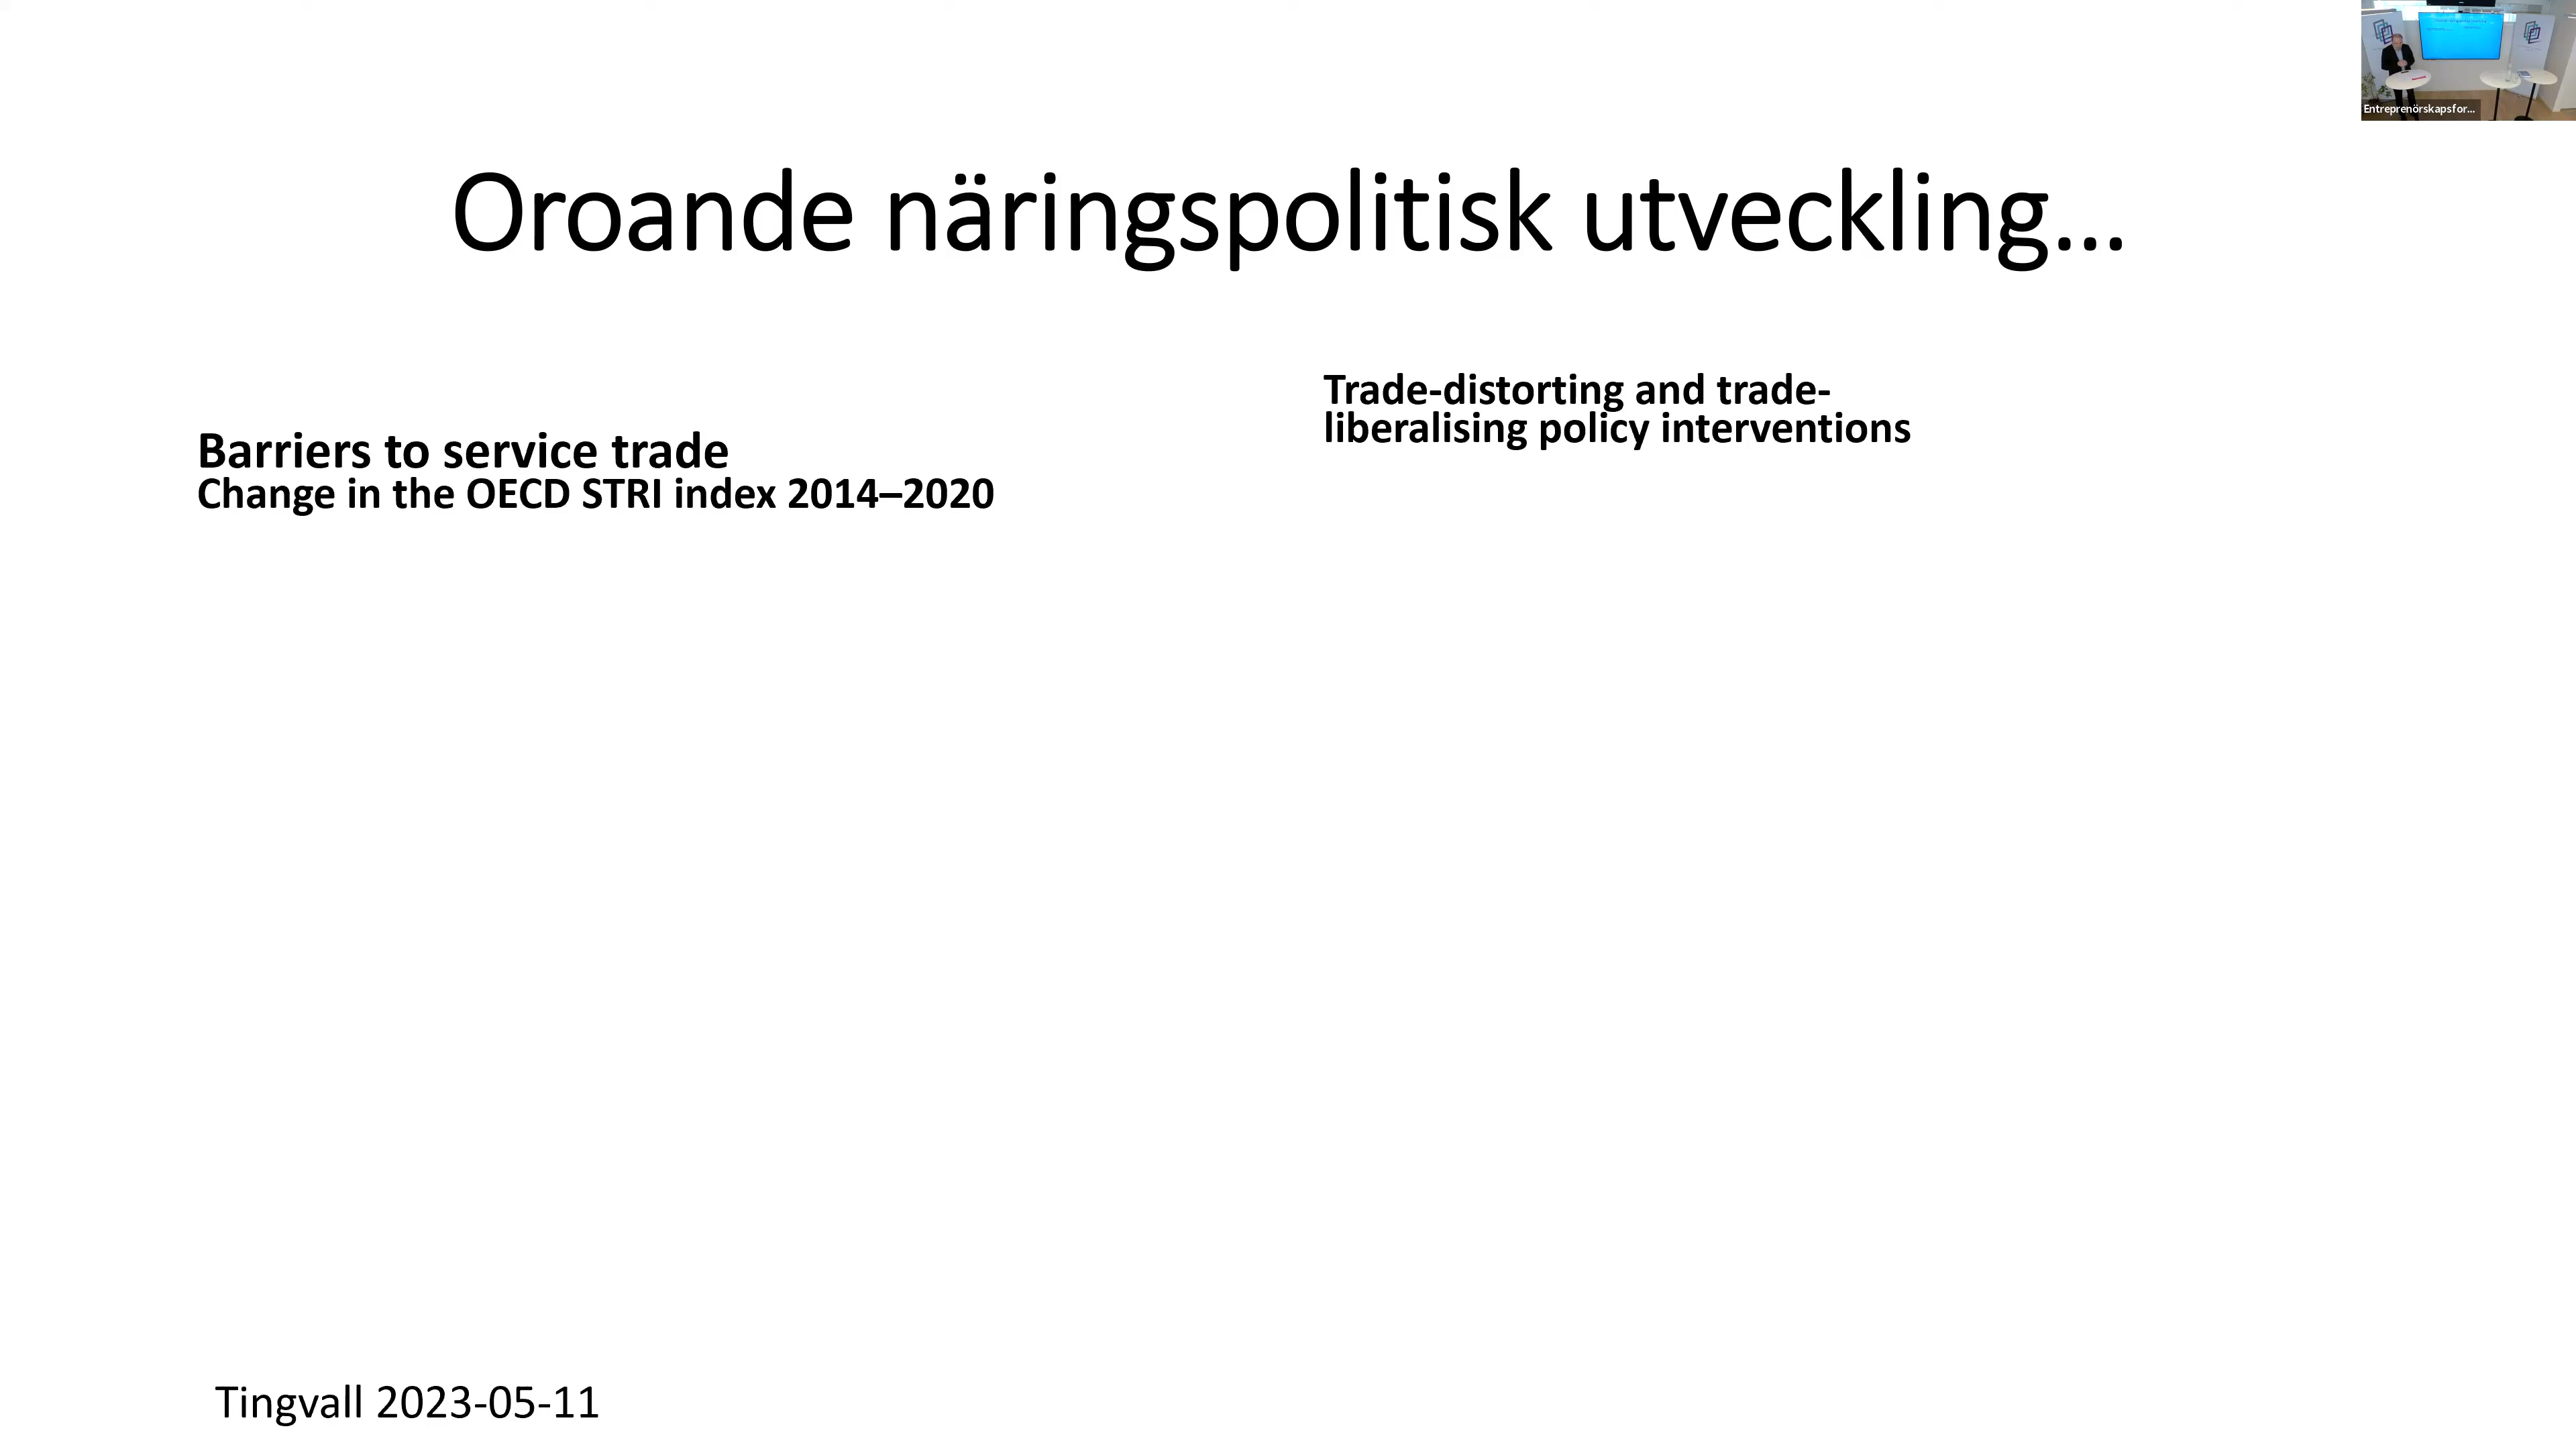 Entreprenörskapsfor...
Oroande näringspolitisk utveckling...
Barriers to service trade
Change in the OECD STRI index 2014–2020
Trade-distorting and trade-
liberalising policy interventions
Tingvall 2023-05-11